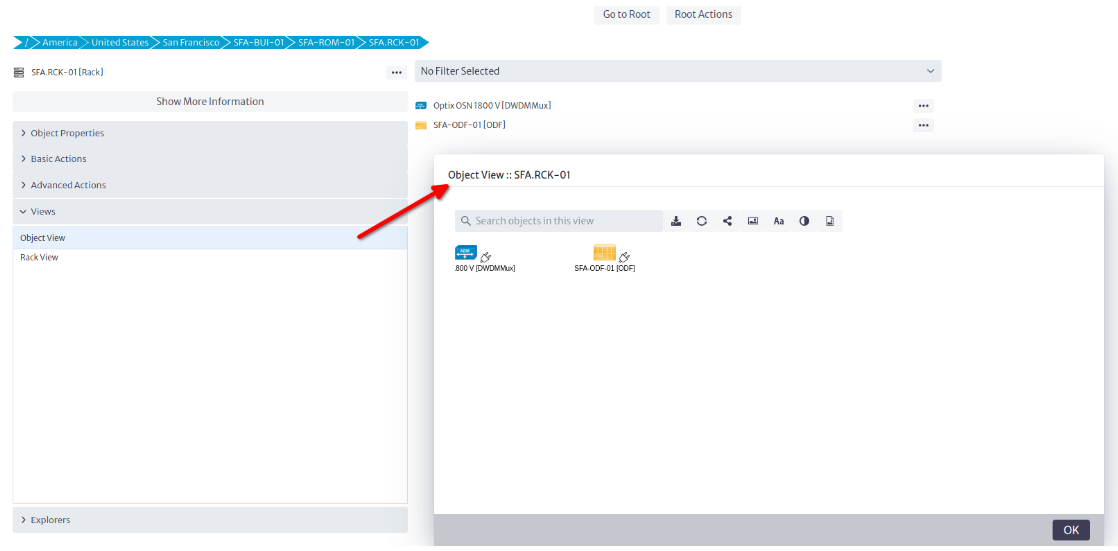 Go to Root Root Actions
/ America United States San Francisco SFA-BUI-01 SFA-ROM-01 SFA.RCK-01
SFA.RCK-01 [Rack] ••• No Filter Selected
Show More Information
Optix OSN 1800 V [DWDMMux] •••
SFA-ODF-01 [ODF] •••
Object Properties
Basic Actions
Advanced Actions
Views
Object View
Rack View
Explorers
Object View :: SFA.RCK-01
Search objects in this view Aa
ADM
.800 V [DWDMMux] SFA-ODF-01 [ODF]
OK